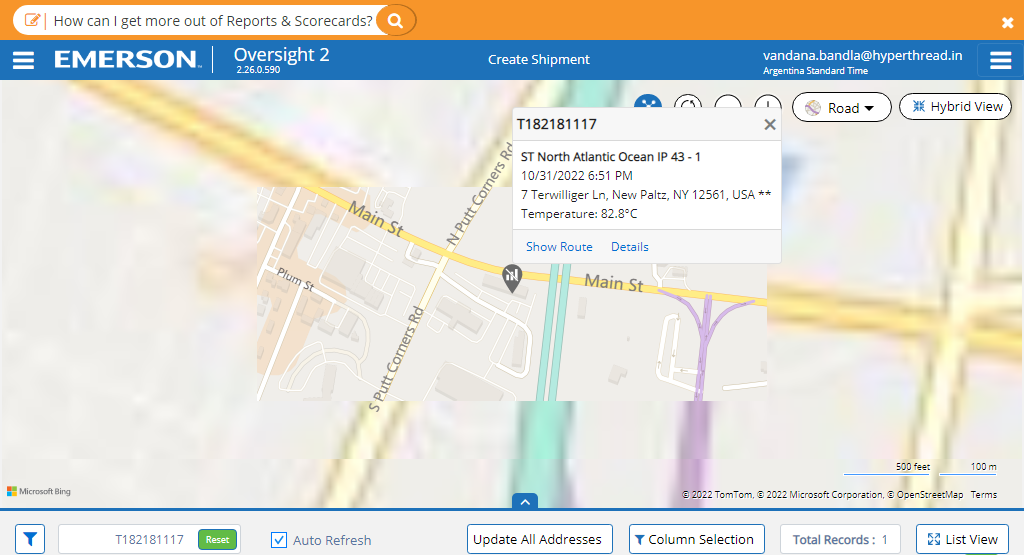 How can I get more out of Reports & Scorecards?
EMERSON
Oversight 2
2.26.0.590
Create Shipment
vandana.bandla@hyperthread.in
Argentina Standard Time
Road
Hybrid View
T182181117
ST North Atlantic Ocean IP 43 - 1
10/31/2022 6:51 PM
7 Terwilliger Ln, New Paltz, NY 12561, USA **
Temperature: 82.8°C
Show Route Details
N Putt Corners Rd
Main St
Plum St
Main St
S Putt Corners Rd
500 feet 100 m
Microsoft Bing
© 2022 TomTom, © 2022 Microsoft Corporation, © OpenStreetMap Terms
T182181117 Reset
Auto Refresh
Update All Addresses
Column Selection
Total Records : 1
List View